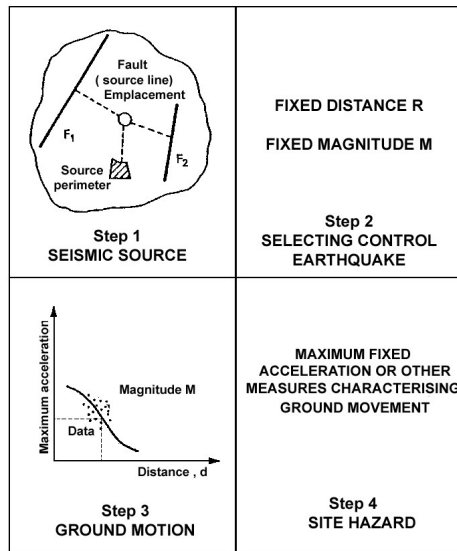 Fault
( source line)
Emplacement
F1
F2
Source
perimeter
Step 1
SEISMIC SOURCE
FIXED DISTANCE R
FIXED MAGNITUDE M
Step 2
SELECTING CONTROL
EARTHQUAKE
Maximum acceleration
Magnitude M
Data
Distance , d
Step 3
GROUND MOTION
MAXIMUM FIXED
ACCELERATION OR OTHER
MEASURES CHARACTERISING
GROUND MOVEMENT
Step 4
SITE HAZARD